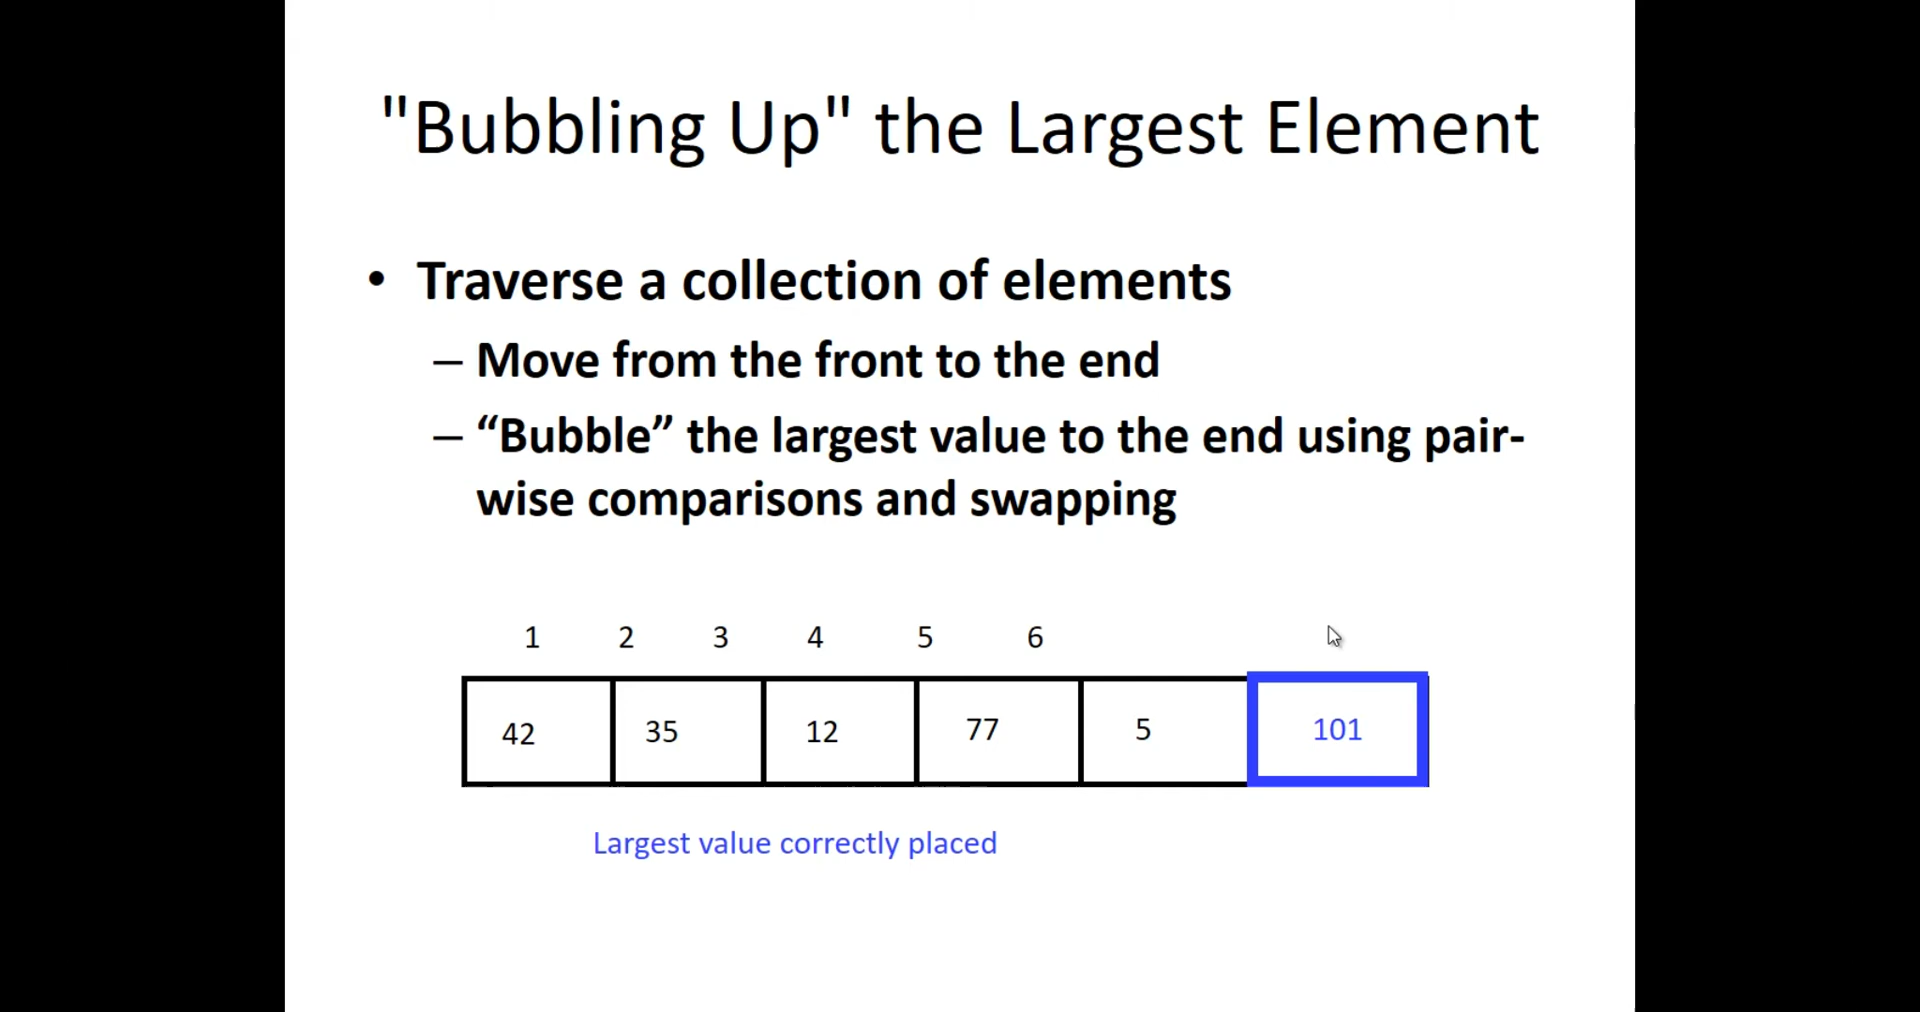 "Bubbling Up" the Largest Element
• Traverse a collection of elements
– Move from the front to the end
– “Bubble” the largest value to the end using pair-
wise comparisons and swapping
1 2 3 4 5 6
42 35 12 77 5 101
Largest value correctly placed